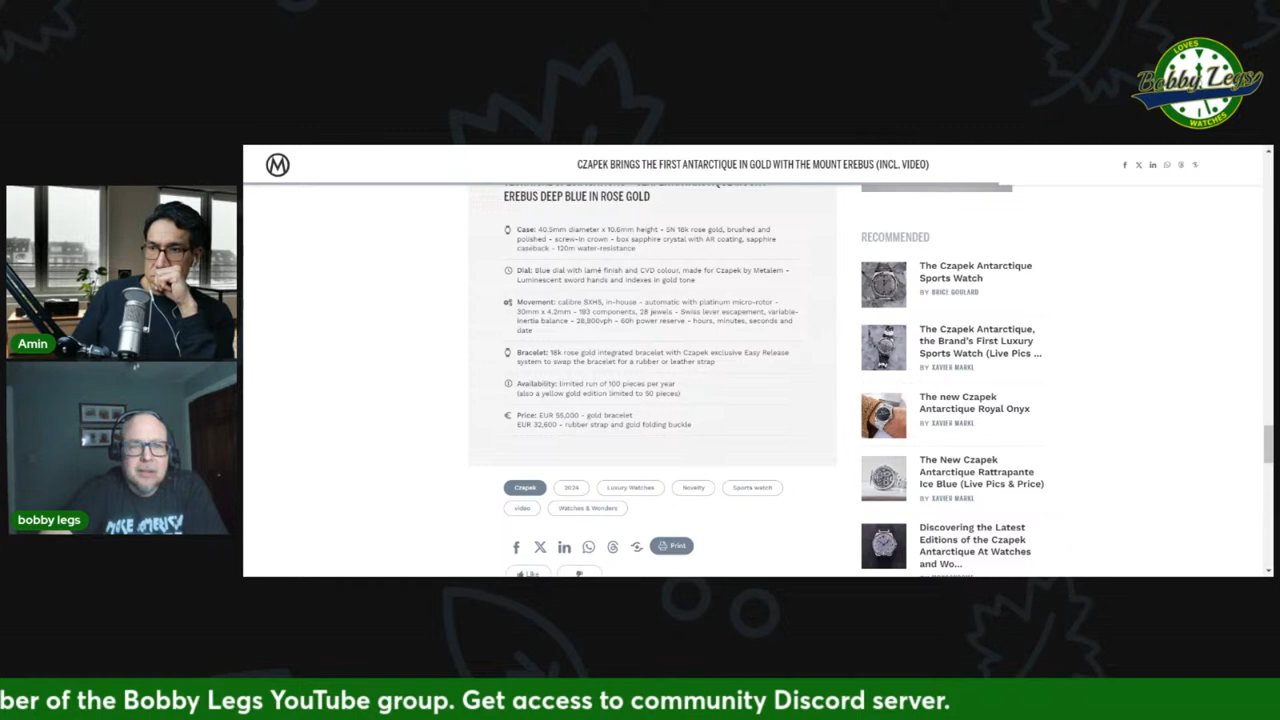 LOVES
Bobby Legs
WATCHES
M
CZAPEK BRINGS THE FIRST ANTARCTIQUE IN GOLD WITH THE MOUNT EREBUS (INCL. VIDEO)
EREBUS DEEP BLUE IN ROSE GOLD
Case: 40.5mm diameter x 10.6mm height - 5N 18k rose gold, brushed and
polished - screw-in crown - box sapphire crystal with AR coating, sapphire
caseback - 120m water-resistance
Dial: Blue dial with lamé finish and CVD colour, made for Czapek by Metalem -
Luminescent sword hands and indexes in gold tone
Movement: calibre SXH5, in-house - automatic with platinum micro-rotor -
30mm x 4.2mm - 193 components, 28 jewels - Swiss lever escapement, variable-
inertia balance - 28,800vph - 60h power reserve - hours, minutes, seconds and
date
Bracelet: 18k rose gold integrated bracelet with Czapek exclusive Easy Release
system to swap the bracelet for a rubber or leather strap
Availability: limited run of 100 pieces per year
(also a yellow gold edition limited to 50 pieces)
Price: EUR 55,000 - gold bracelet
EUR 32,600 - rubber strap and gold folding buckle
Czapek 2024 Luxury Watches Novelty Sports watch
video Watches & Wonders
Print
Like
RECOMMENDED
The Czapek Antarctique
Sports Watch
BY BRICE GOULARD
The Czapek Antarctique,
the Brand's First Luxury
Sports Watch (Live Pics ...
BY XAVIER MARKL
The new Czapek
Antarctique Royal Onyx
BY XAVIER MARKL
The New Czapek
Antarctique Rattrapante
Ice Blue (Live Pics & Price)
BY XAVIER MARKL
Discovering the Latest
Editions of the Czapek
Antarctique At Watches
and Wo...
Amin
bobby legs
ber of the Bobby Legs YouTube group. Get access to community Discord server.